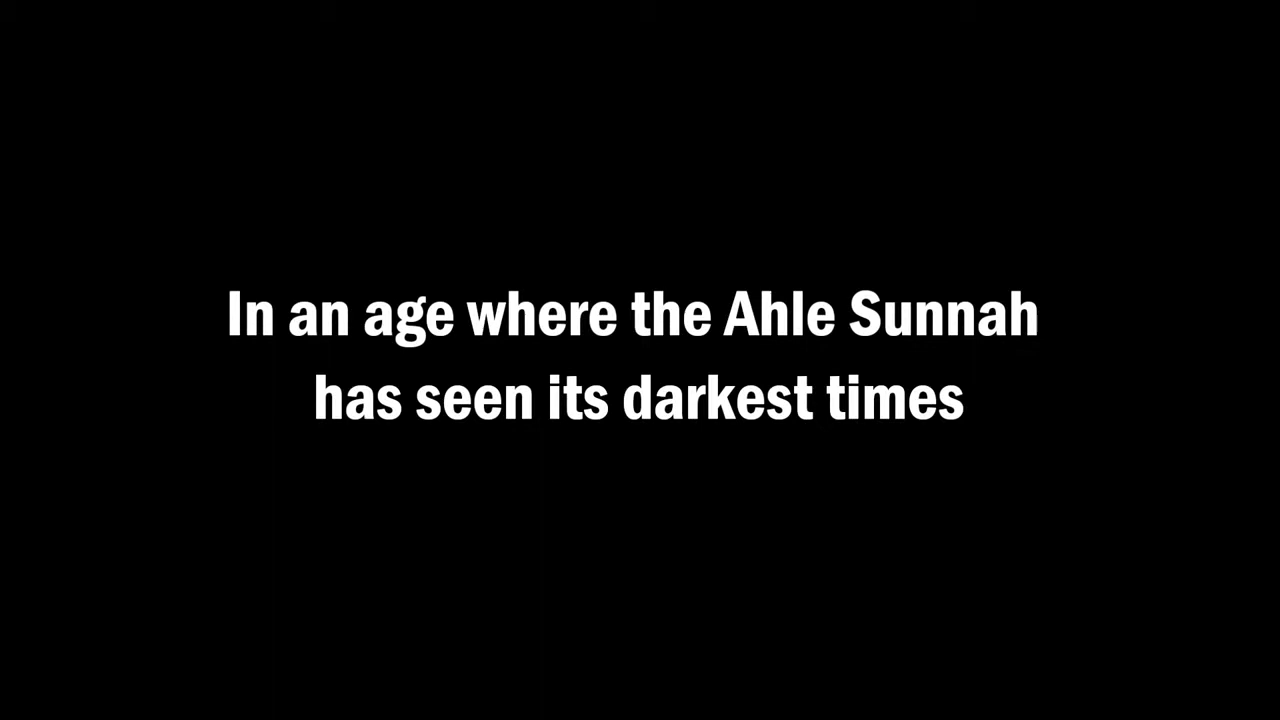 In an age where the Ahle Sunnah
has seen its darkest times